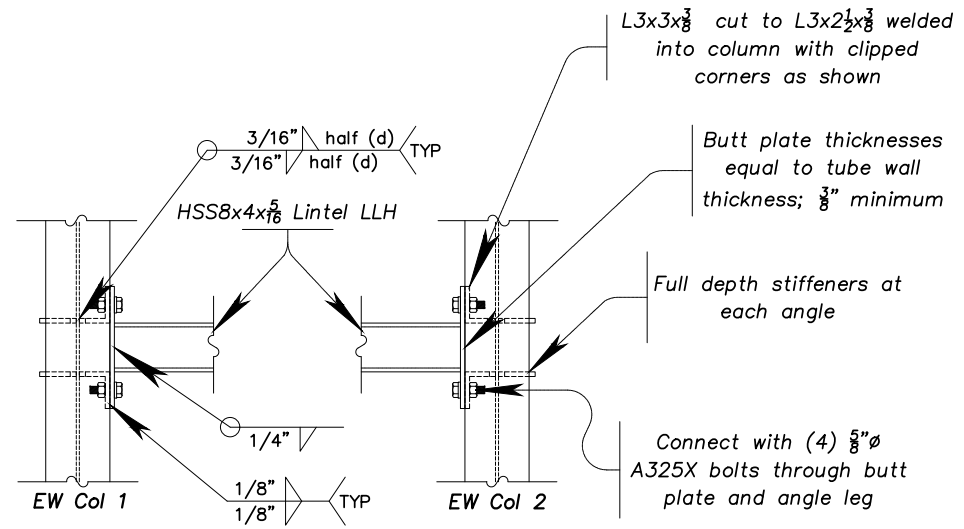 L3x3x3/8 cut to L3x2 1/2x3/8 welded
into column with clipped
corners as shown
Butt plate thicknesses
equal to tube wall
thickness; 3/8" minimum
3/16" half (d)
3/16" half (d)
TYP
HSS8x4x5/16 Lintel LLH
Full depth stiffeners at
each angle
1/4"
Connect with (4) 5/8"ø
A325X bolts through butt
plate and angle leg
1/8"
1/8"
TYP
EW Col 1
EW Col 2